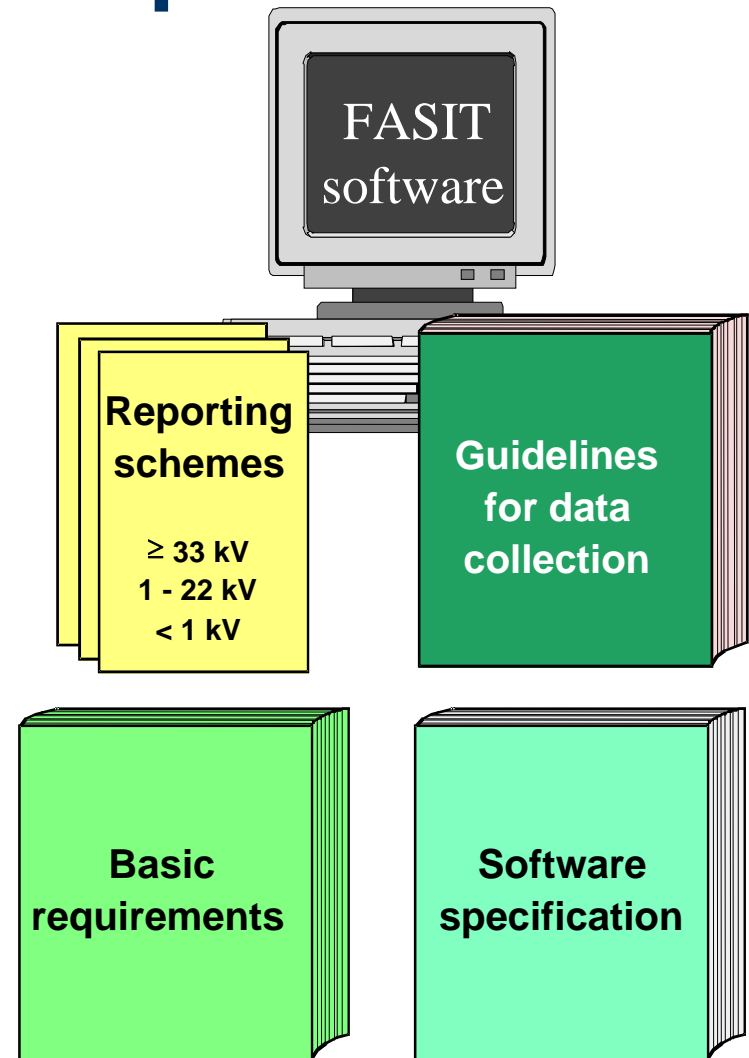 FASIT
software
Reporting
schemes
≥ 33 kV
1 - 22 kV
< 1 kV
Guidelines
for data
collection
Basic
requirements
Software
specification